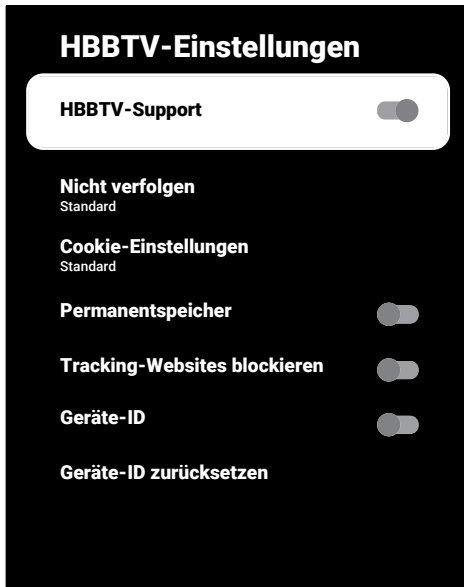 HBBTV-Einstellungen
HBBTV-Support
Nicht verfolgen
Standard
Cookie-Einstellungen
Standard
Permanentspeicher
Tracking-Websites blockieren
Geräte-ID
Geräte-ID zurücksetzen